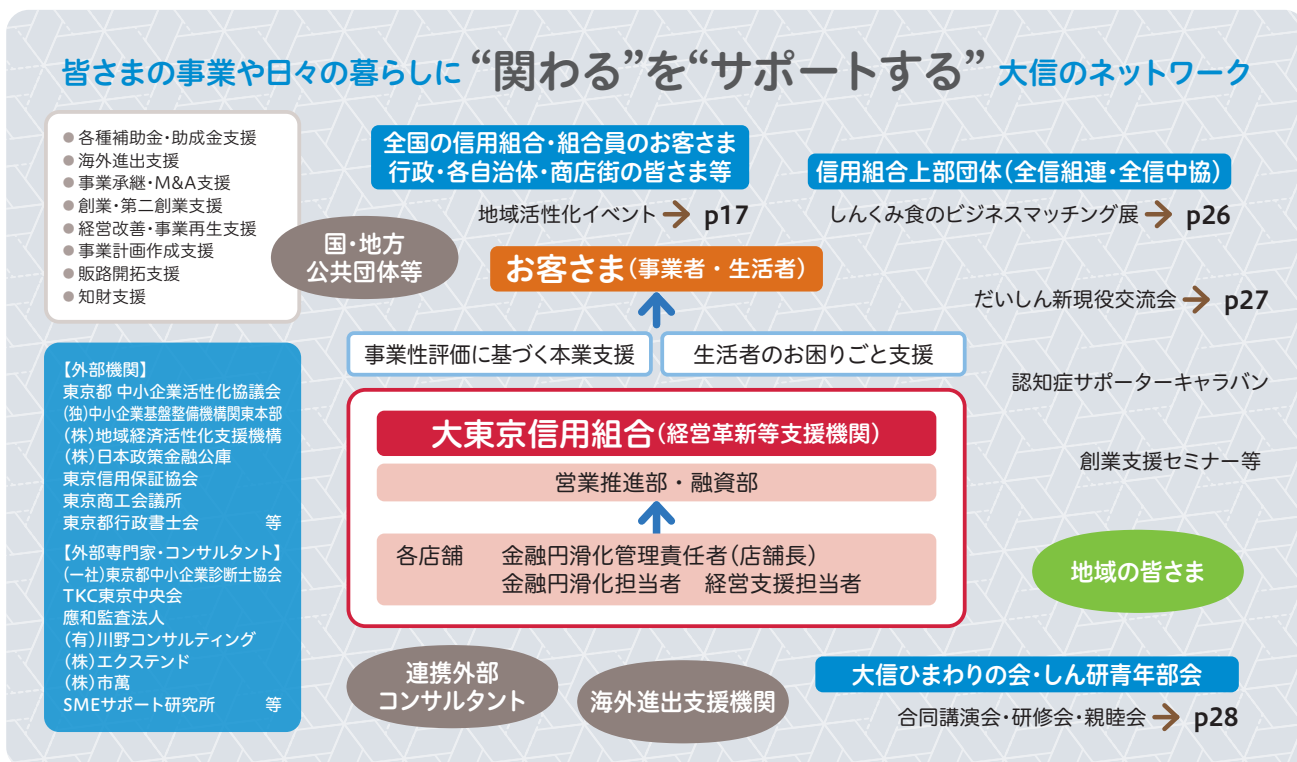 皆さまの事業や日々の暮らしに“関わる”を“サポートする”大信のネットワーク
●各種補助金・助成金支援
●海外進出支援
●事業承継・M&A支援
●創業・第二創業支援
●経営改善・事業再生支援
●事業計画作成支援
●販路開拓支援
●知財支援
国・地方
公共団体等
全国の信用組合・組合員のお客さま
行政・各自治体・商店街の皆さま等
地域活性化イベント→ p17
信用組合上部団体(全信組連・全信中協)
しんくみ食のビジネスマッチング展→ p26
お客さま(事業者・生活者)
だいしん新現役交流会→ p27
事業性評価に基づく本業支援
生活者のお困りごと支援
認知症サポーターキャラバン
創業支援セミナー等
【外部機関】
東京都 中小企業活性化協議会
(独)中小企業基盤整備機構関東本部
(株)地域経済活性化支援機構
(株)日本政策金融公庫
東京信用保証協会
東京商工会議所
東京都行政書士会 等
【外部専門家・コンサルタント】
(一社)東京都中小企業診断士協会
TKC東京中央会
應和監査法人
(有)川野コンサルティング
(株)エクステンド
(株)市萬
SMEサポート研究所 等
大東京信用組合(経営革新等支援機関)
営業推進部・融資部
各店舗 金融円滑化管理責任者(店舗長)
金融円滑化担当者 経営支援担当者
地域の皆さま
連携外部
コンサルタント
海外進出支援機関
大信ひまわりの会・しん研青年部会
合同講演会・研修会・親睦会→ p28